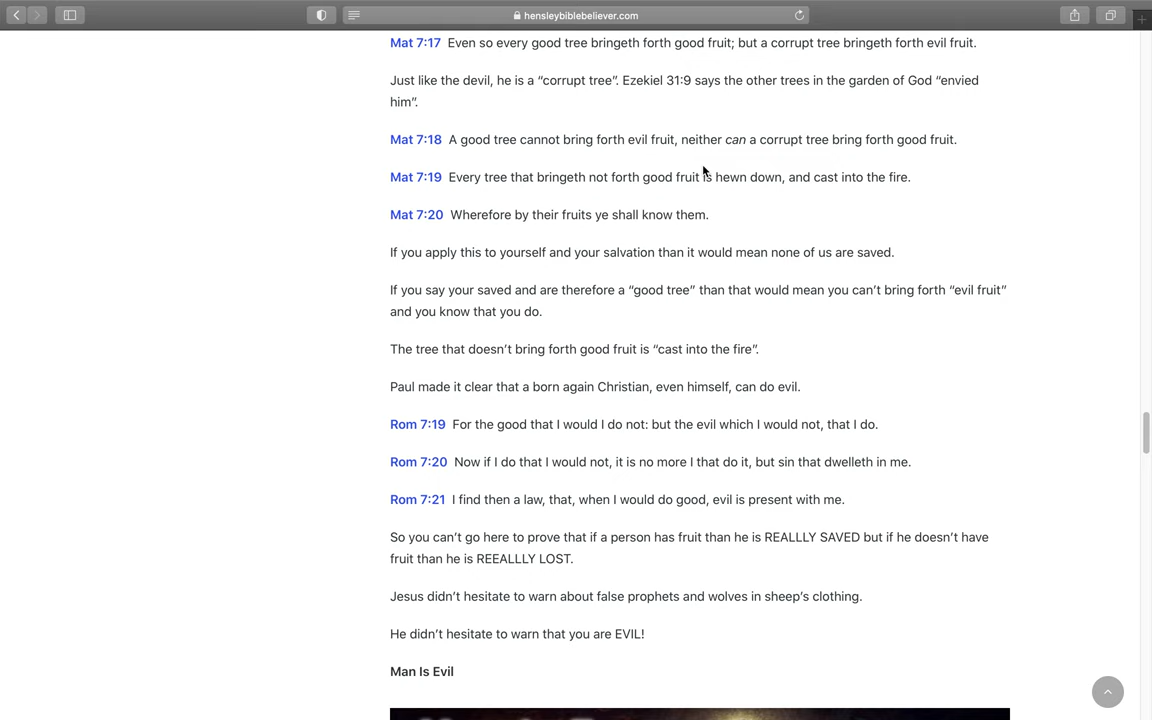 hensleybiblebeliever.com
Mat 7:17 Even so every good tree bringeth forth good fruit; but a corrupt tree bringeth forth evil fruit.
Just like the devil, he is a “corrupt tree”. Ezekiel 31:9 says the other trees in the garden of God “envied
him”.
Mat 7:18 A good tree cannot bring forth evil fruit, neither can a corrupt tree bring forth good fruit.
Mat 7:19 Every tree that bringeth not forth good fruit is hewn down, and cast into the fire.
Mat 7:20 Wherefore by their fruits ye shall know them.
If you apply this to yourself and your salvation than it would mean none of us are saved.
If you say your saved and are therefore a “good tree” than that would mean you can’t bring forth “evil fruit”
and you know that you do.
The tree that doesn’t bring forth good fruit is “cast into the fire”.
Paul made it clear that a born again Christian, even himself, can do evil.
Rom 7:19 For the good that I would I do not: but the evil which I would not, that I do.
Rom 7:20 Now if I do that I would not, it is no more I that do it, but sin that dwelleth in me.
Rom 7:21 I find then a law, that, when I would do good, evil is present with me.
So you can’t go here to prove that if a person has fruit than he is REALLLY SAVED but if he doesn’t have
fruit than he is REEALLLY LOST.
Jesus didn’t hesitate to warn about false prophets and wolves in sheep’s clothing.
He didn’t hesitate to warn that you are EVIL!
Man Is Evil